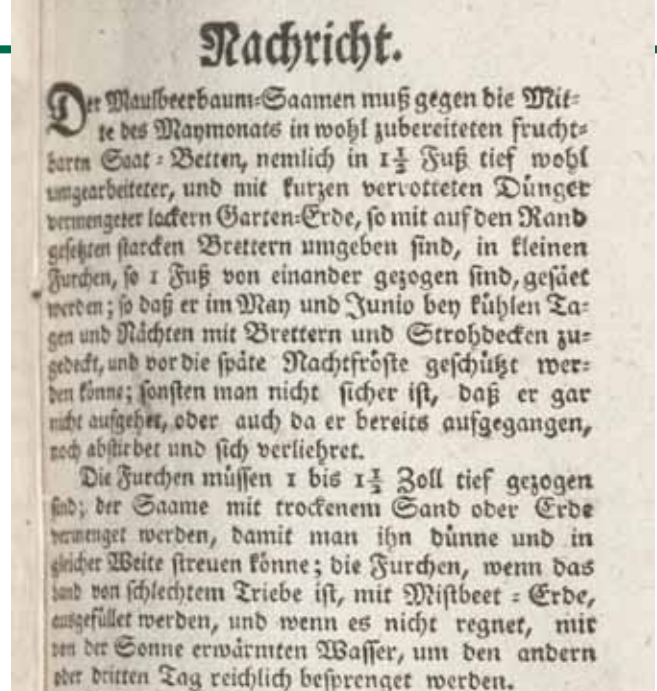 Nachricht.
Der Maulbeerbaum=Saamen muß gegen die Mit=
te des Maymonats in wohl zubereiteten frucht=
baren Saat = Betten, nemlich in 1½ Fuß tief wohl
umgearbeiteter, und mit kurzen verrotteten Dünger
vermengeter lockern Garten=Erde, so mit auf den Rand
gesetzten starcken Brettern umgeben sind, in kleinen
Furchen, so 1 Fuß von einander gezogen sind, gesäet
werden; so daß er im May und Junio bey kühlen Ta=
gen und Nächten mit Brettern und Strohdecken zu=
gedeckt, und vor die späte Nachtfröste geschützt wer=
den könne; sonsten man nicht sicher ist, daß er gar
nicht aufgehet, oder auch da er bereits aufgegangen,
noch abstirbet und sich verliehret.
Die Furchen müssen 1 bis 1½ Zoll tief gezogen
sind; der Saame mit trockenem Sand oder Erde
vermenget werden, damit man ihn dünne und in
gleicher Weite streuen könne; die Furchen, wenn das
Land von schlechtem Triebe ist, mit Mistbeet = Erde,
ausgefüllet werden, und wenn es nicht regnet, mit
von der Sonne erwärmten Wasser, um den andern
oder dritten Tag reichlich besprenget werden.